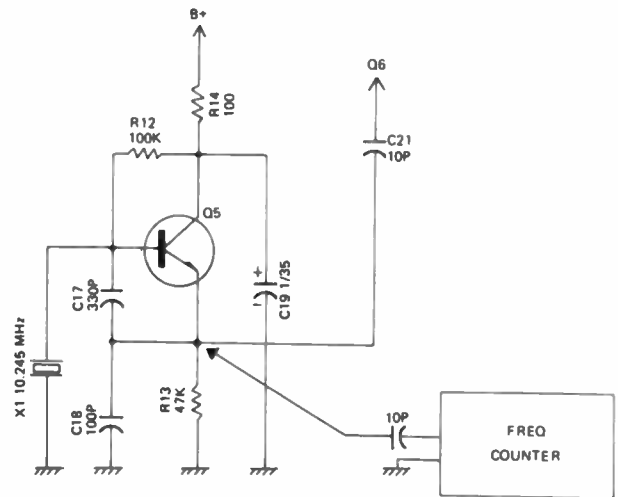 B+
Q6
R14
100
R12
100K
C21
10P
Q5
C17
330P
+
C19 1/35
-
X1 10.245 MHz
C18
100P
R13
47K
10P
FREQ
COUNTER